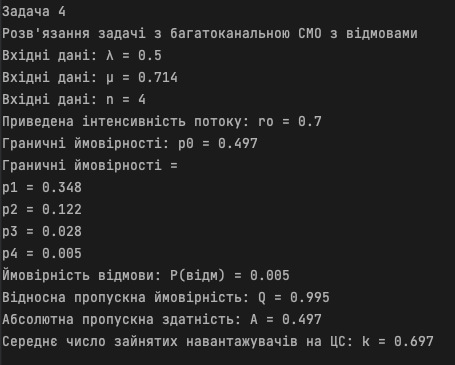 Задача 4
Розв'язання задачі з багатоканальною СМО з відмовами
Вхідні дані: λ = 0.5
Вхідні дані: μ = 0.714
Вхідні дані: n = 4
Приведена інтенсивність потоку: ro = 0.7
Граничні ймовірності: p0 = 0.497
Граничні ймовірності =
p1 = 0.348
p2 = 0.122
p3 = 0.028
p4 = 0.005
Ймовірність відмови: P(відм) = 0.005
Відносна пропускна ймовірність: Q = 0.995
Абсолютна пропускна здатність: A = 0.497
Середнє число зайнятих навантажувачів на ЦС: k = 0.697